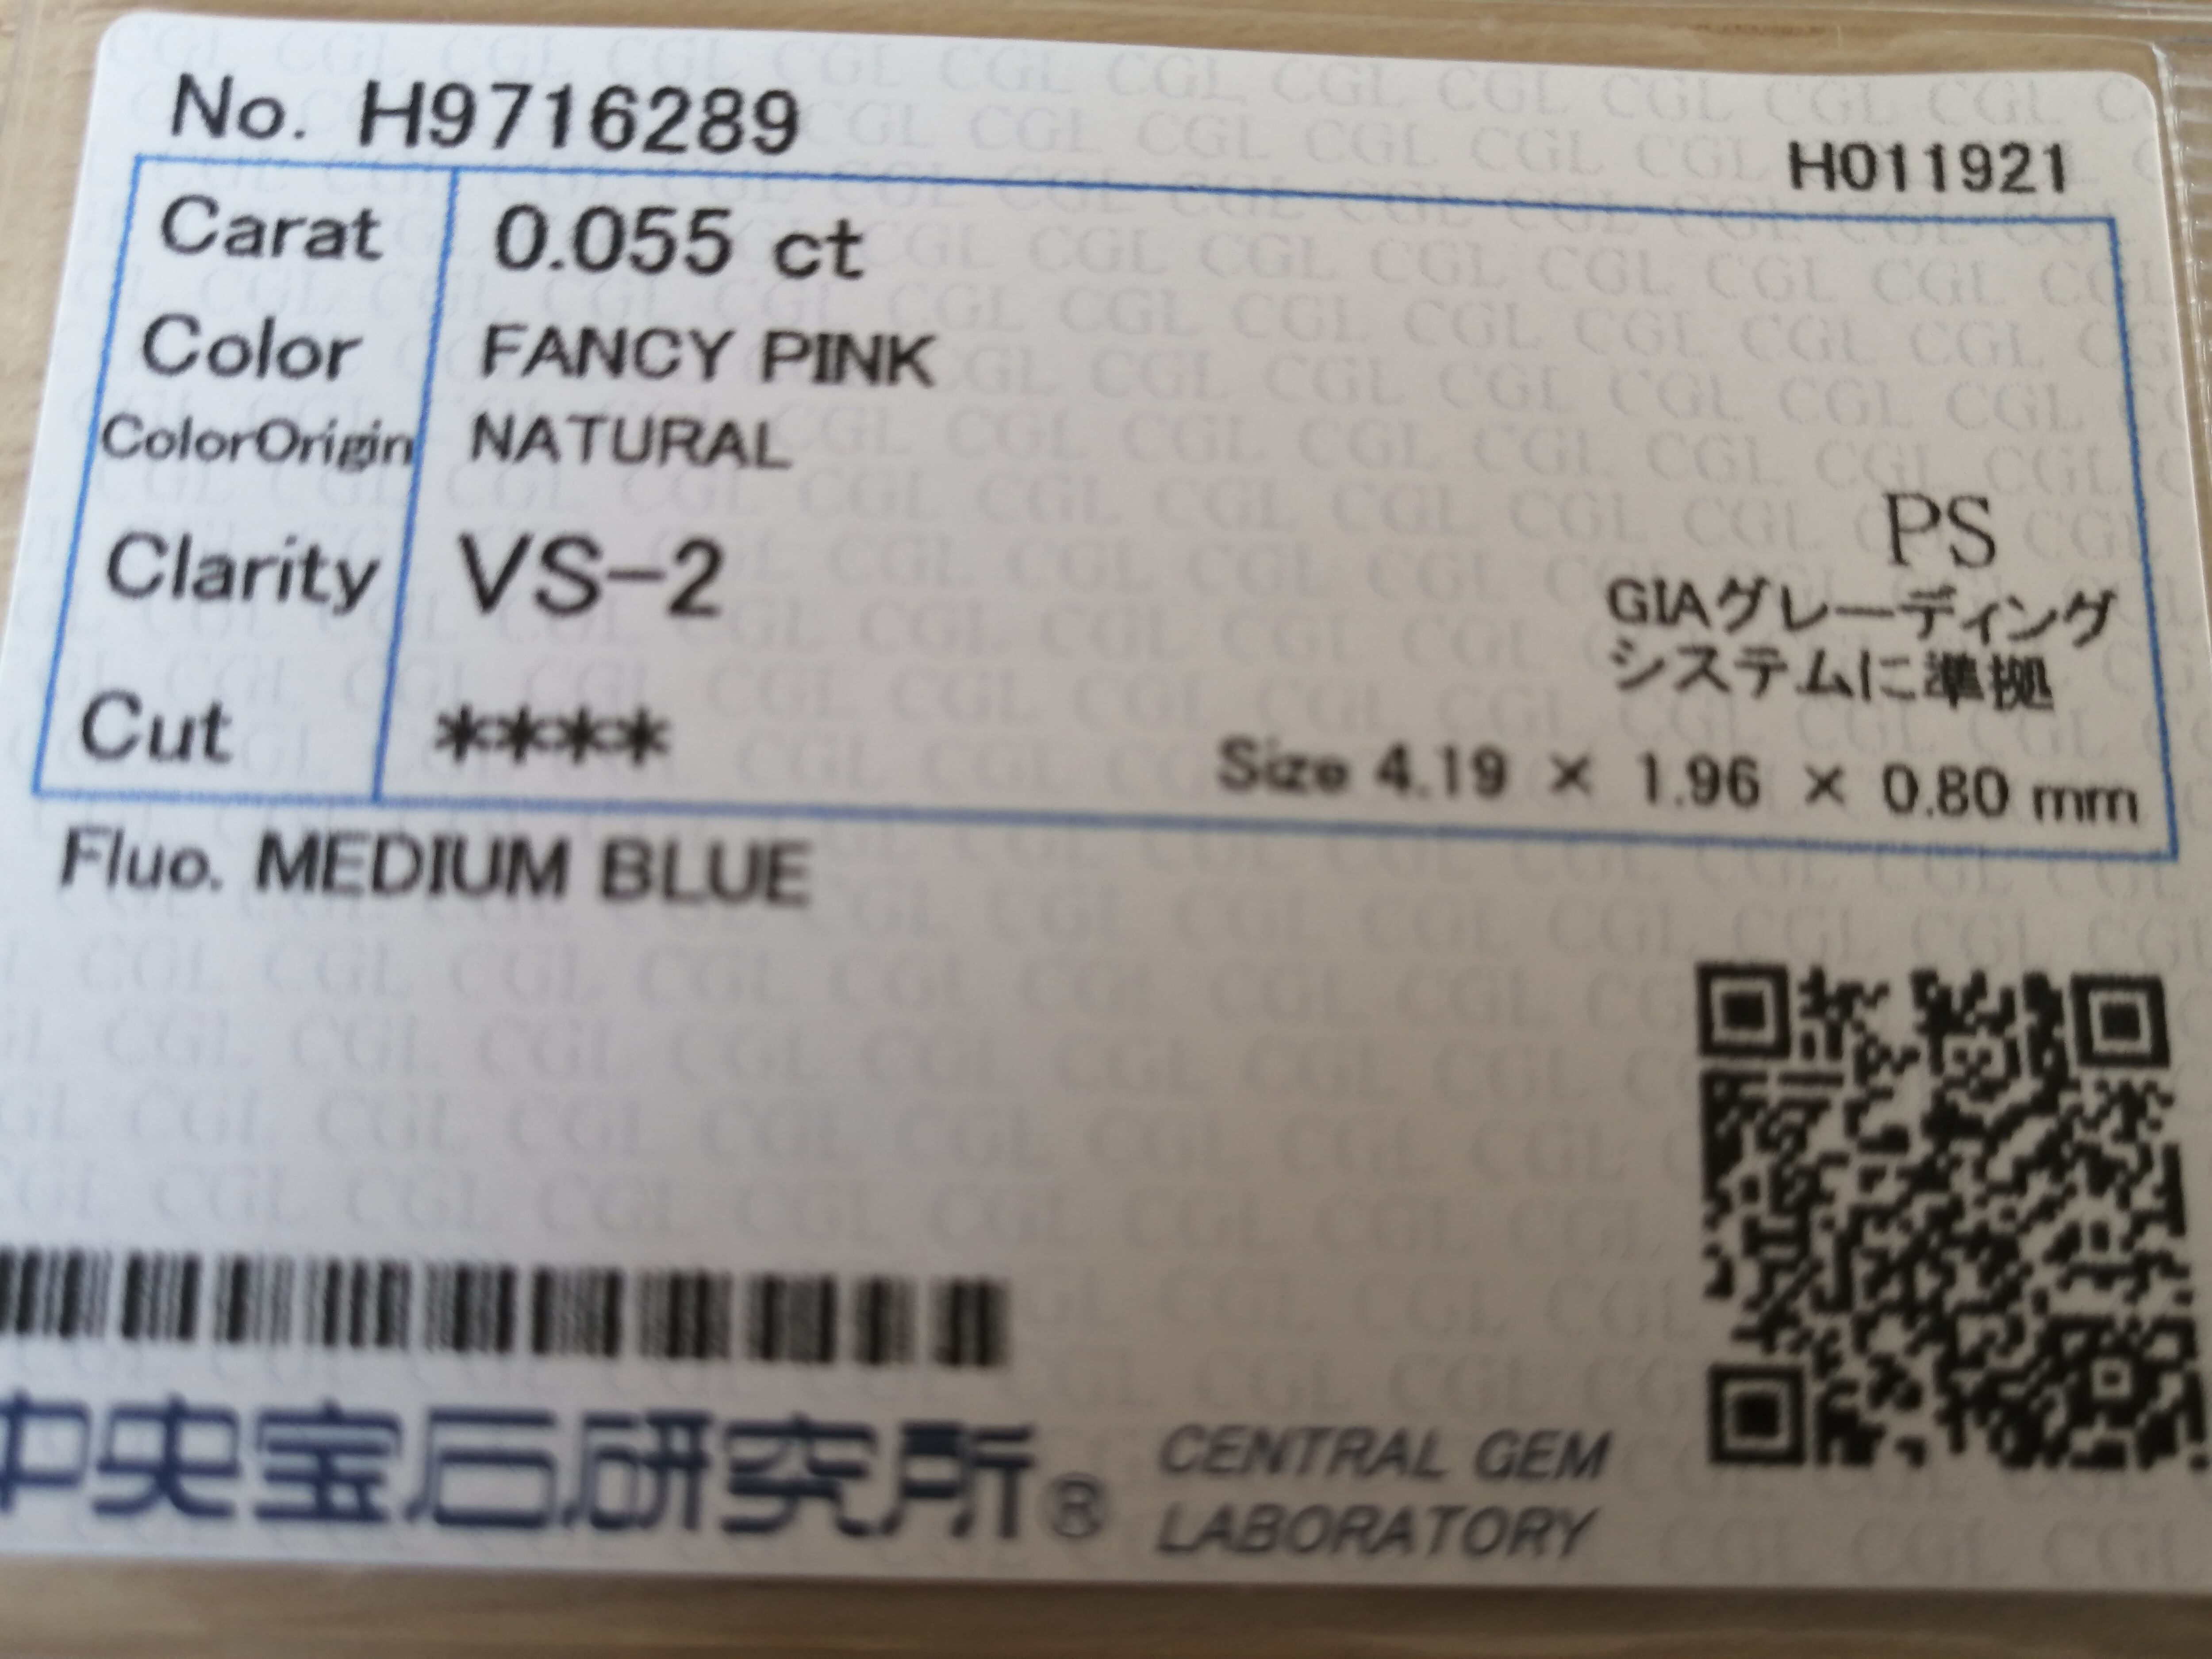 No. H9716289
H011921
Carat 0.055 ct
Color FANCY PINK
ColorOrigin NATURAL
Clarity VS-2
PS
GIAグレーディング
システムに準拠
Cut ****
Size 4.19 × 1.96 × 0.80 mm
Fluo. MEDIUM BLUE
中央宝石研究所®
CENTRAL GEM
LABORATORY